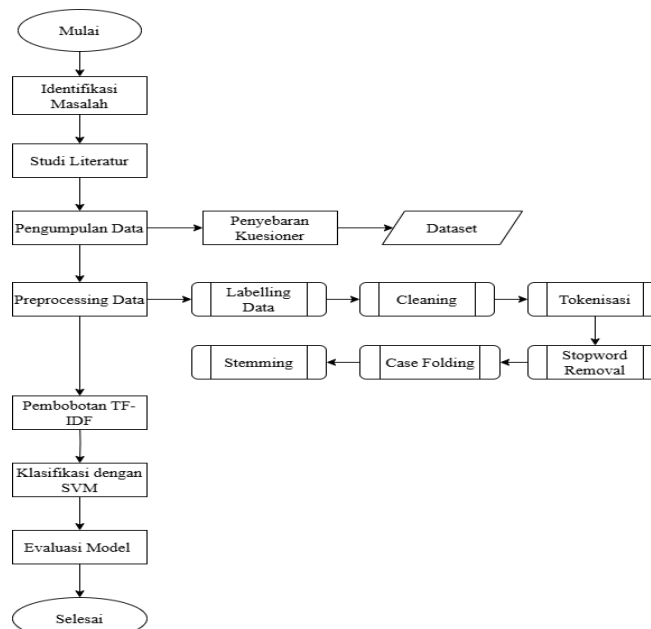 Mulai
Identifikasi
Masalah
Studi Literatur
Pengumpulan Data
Penyebaran
Kuesioner
Dataset
Preprocessing Data
Labelling
Data
Cleaning
Tokenisasi
Stopword
Removal
Case Folding
Stemming
Pembobotan TF-
IDF
Klasifikasi dengan
SVM
Evaluasi Model
Selesai